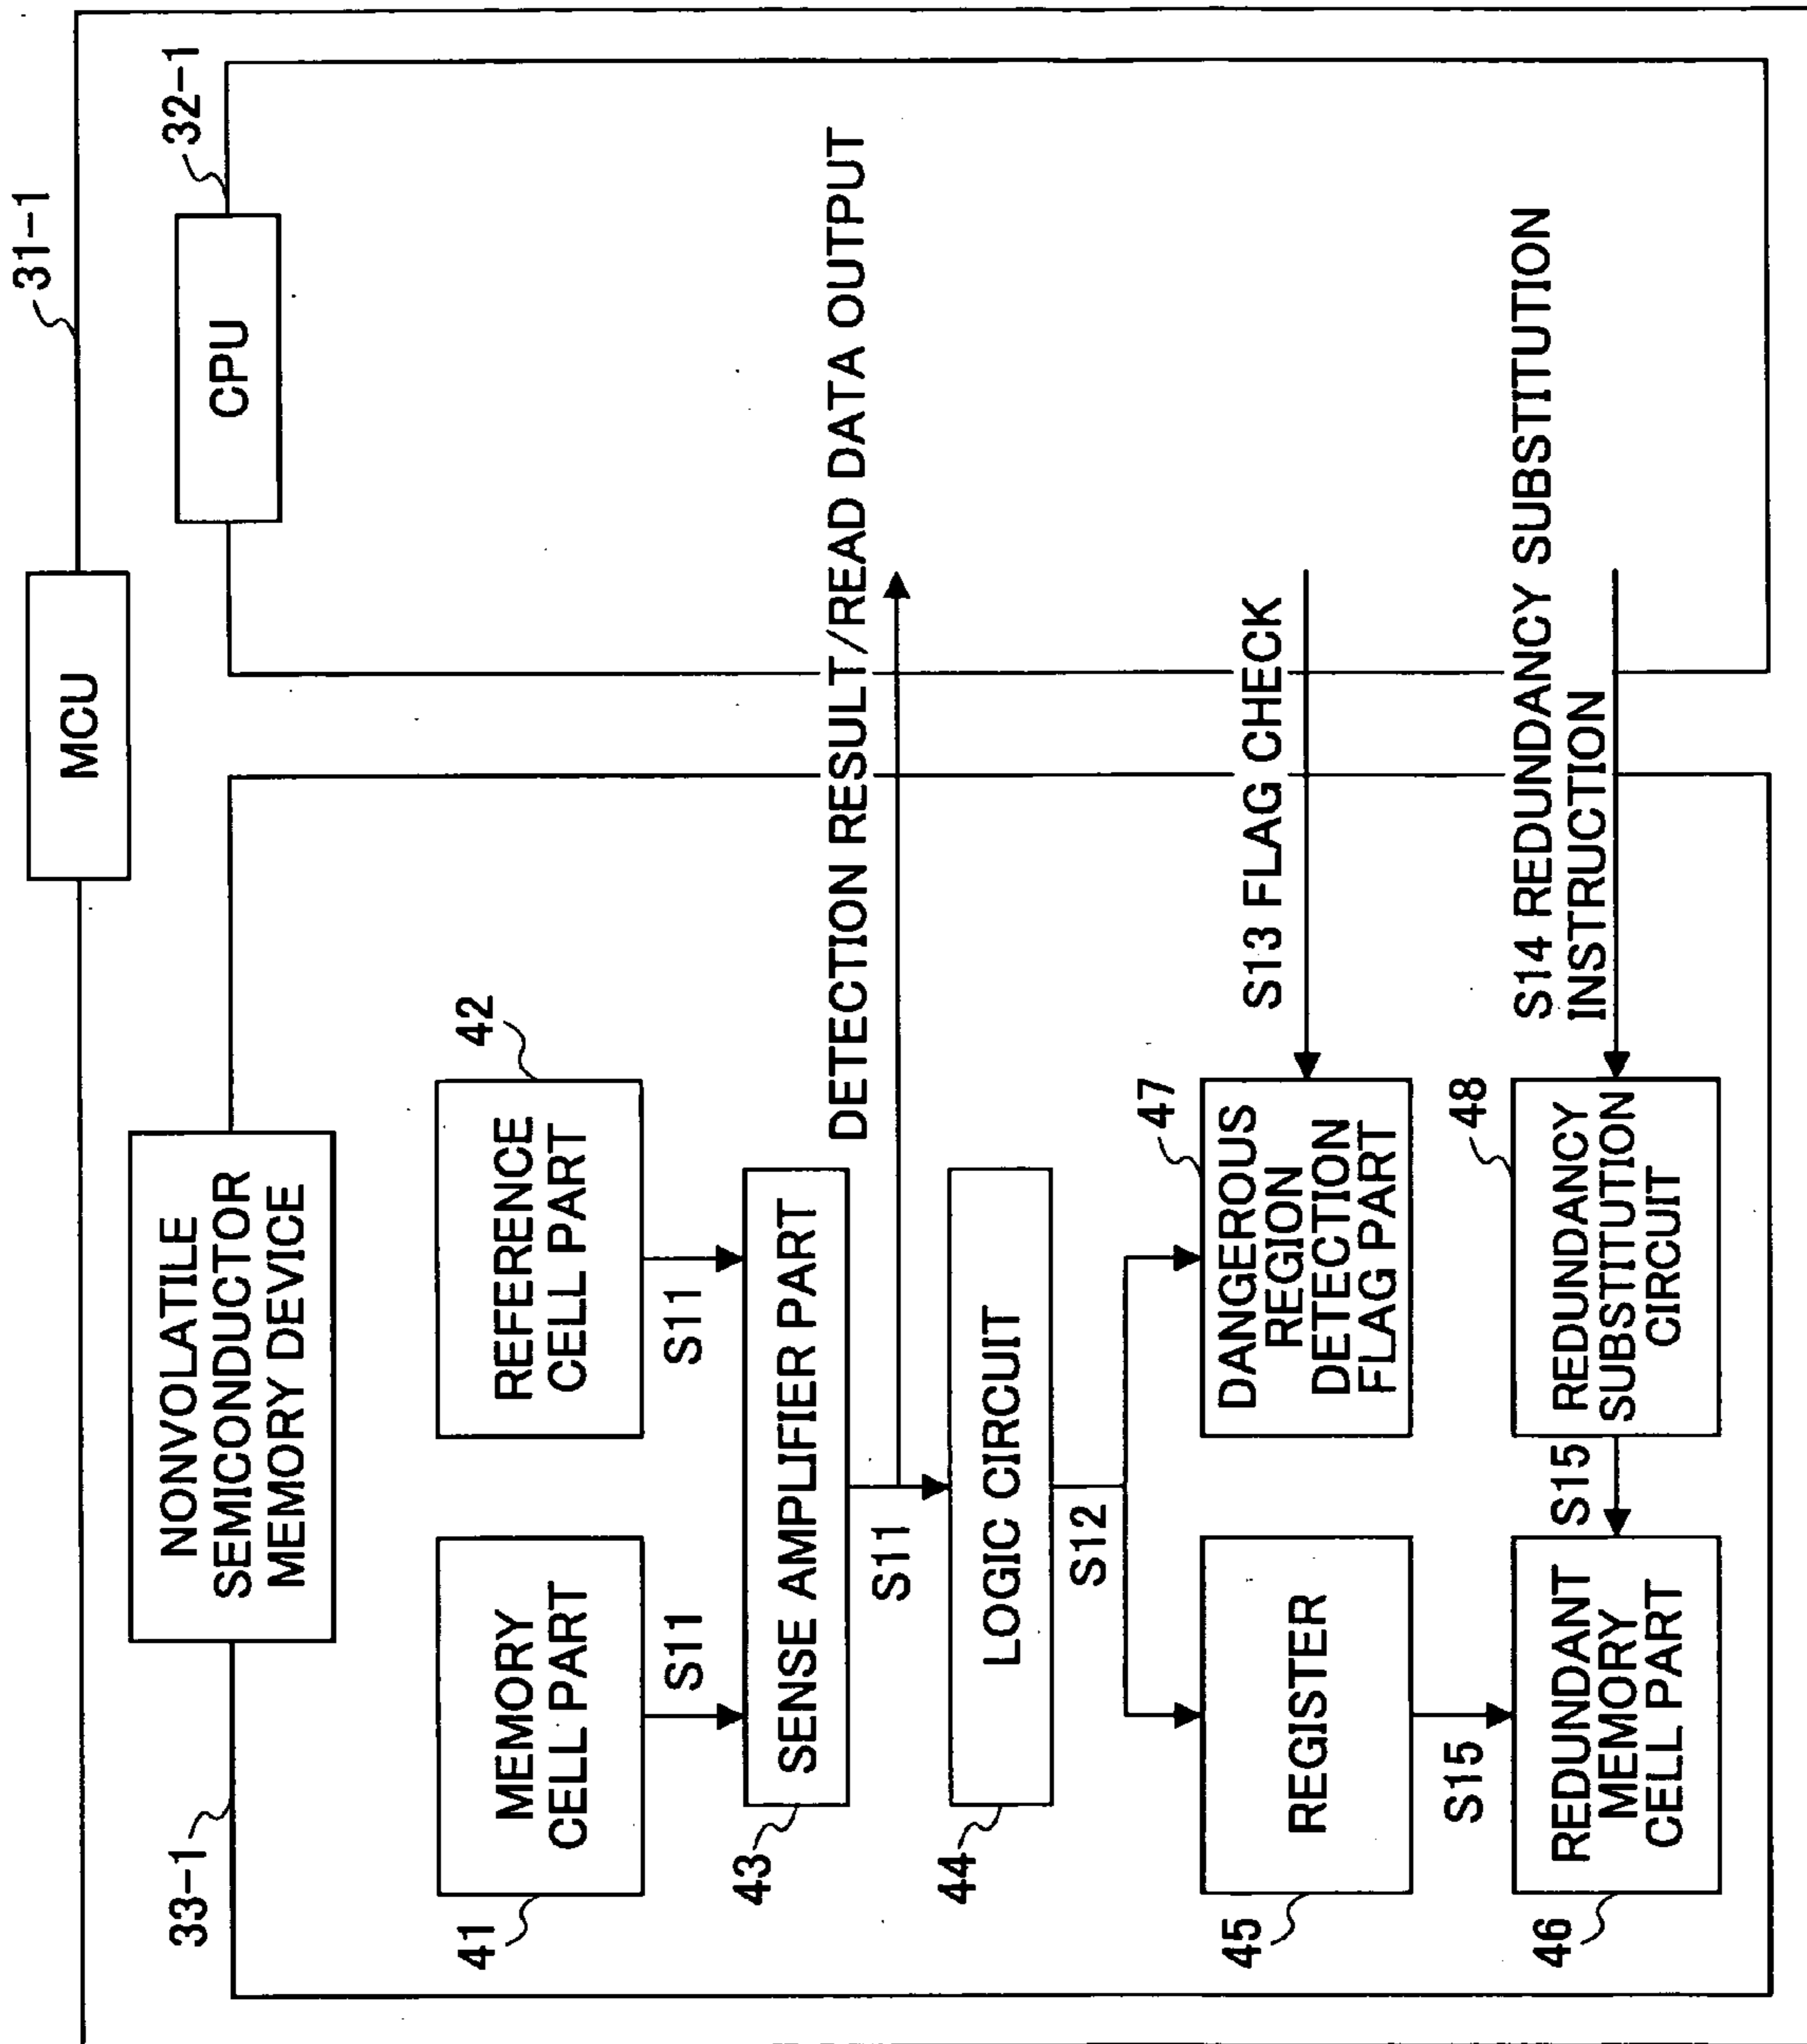 31-1
MCU
32-1
CPU
33-1
NONVOLATILE
SEMICONDUCTOR
MEMORY DEVICE
41
MEMORY
CELL PART
42
REFERENCE
CELL PART
S11
S11
43
SENSE AMPLIFIER PART
DETECTION RESULT/READ DATA OUTPUT
S11
44
LOGIC CIRCUIT
S12
45
REGISTER
47
DANGEROUS
REGION
DETECTION
FLAG PART
S13 FLAG CHECK
S15
46
REDUNDANT
MEMORY
CELL PART
S15
48
REDUNDANCY
SUBSTITUTION
CIRCUIT
S14 REDUNDANCY SUBSTITUTION
INSTRUCTION